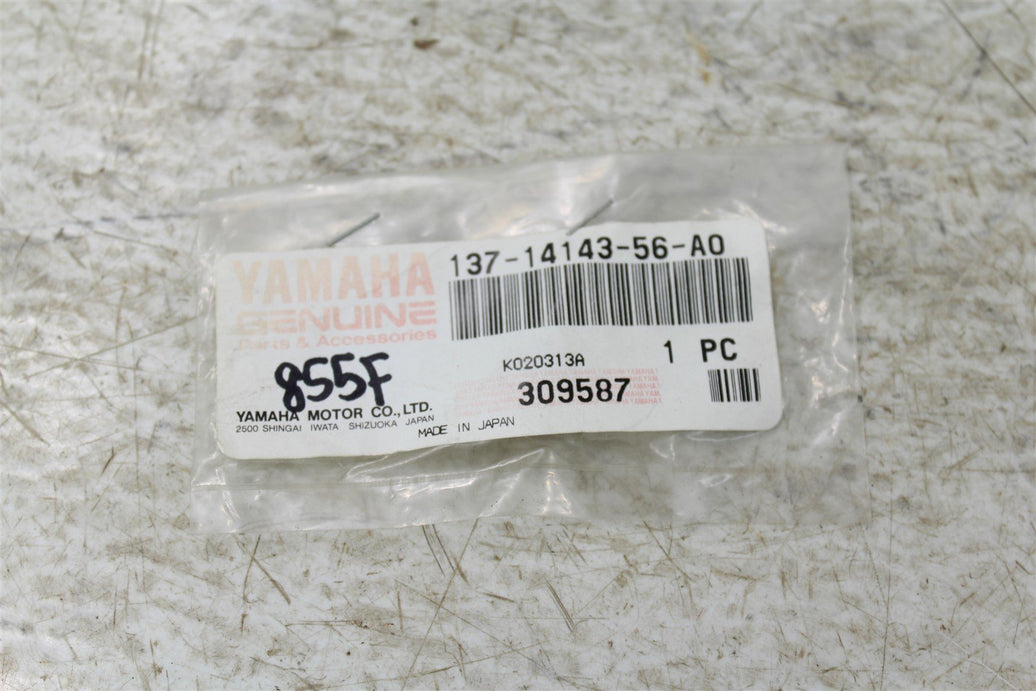 YAMAHA
GENUINE
Parts & Accessories
855F
YAMAHA MOTOR CO.,LTD.
2500 SHINGAI IWATA SHIZUOKA JAPAN
MADE IN JAPAN
137-14143-56-A0
K020313A
1 PC
309587